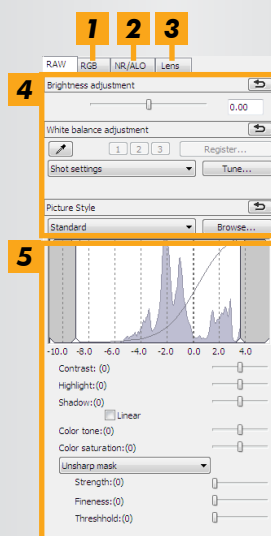 1 2 3
RAW RGB NR/ALO Lens
4
Brightness adjustment
0.00
White balance adjustment
1 2 3 Register...
Shot settings Tune...
Picture Style
Standard Browse...
5
-10.0 -8.0 -6.0 -4.0 -2.0 0.0 2.0 4.0
Contrast: (0)
Highlight:(0)
Shadow:(0)
Linear
Color tone:(0)
Color saturation:(0)
Unsharp mask
Strength:(0)
Fineness:(0)
Threshhold:(0)